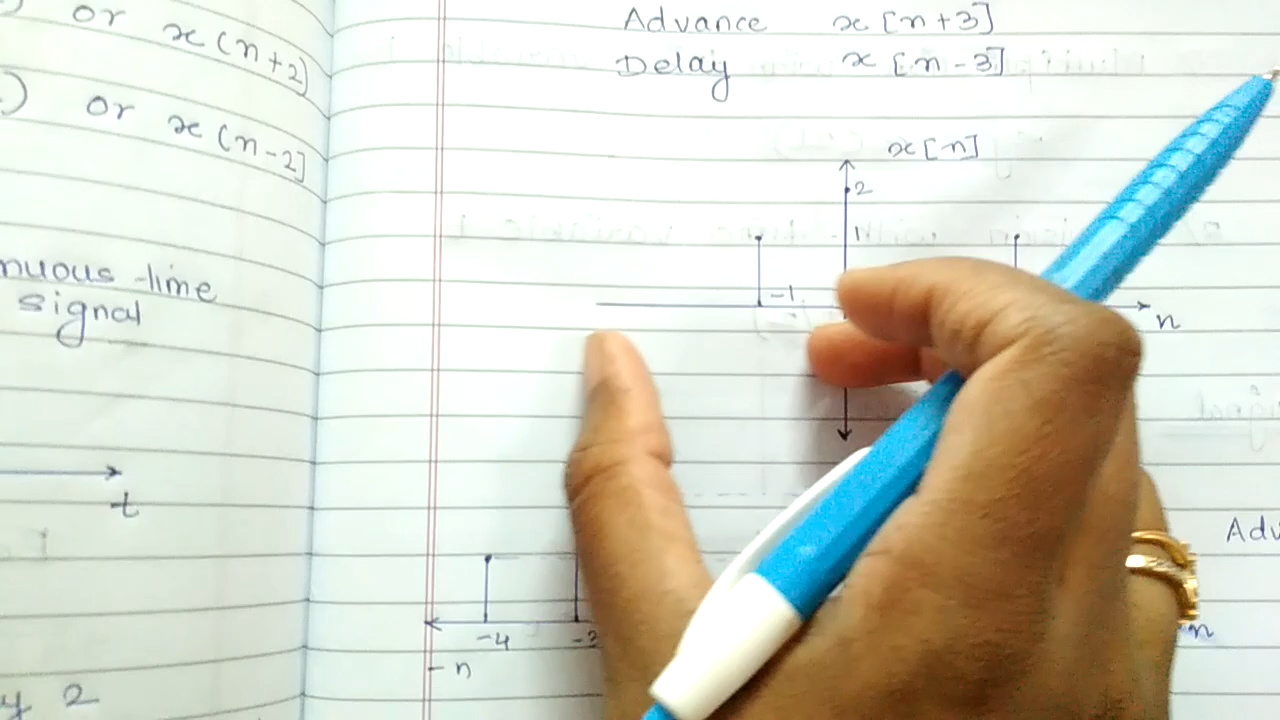 or x(n+2)
) or x(n-2]
nuous-time
signal
t
y 2
Advance x[n+3]
Delay x[n-3]
x[n]
2
1
-1
n
Adv
-4
n
-n